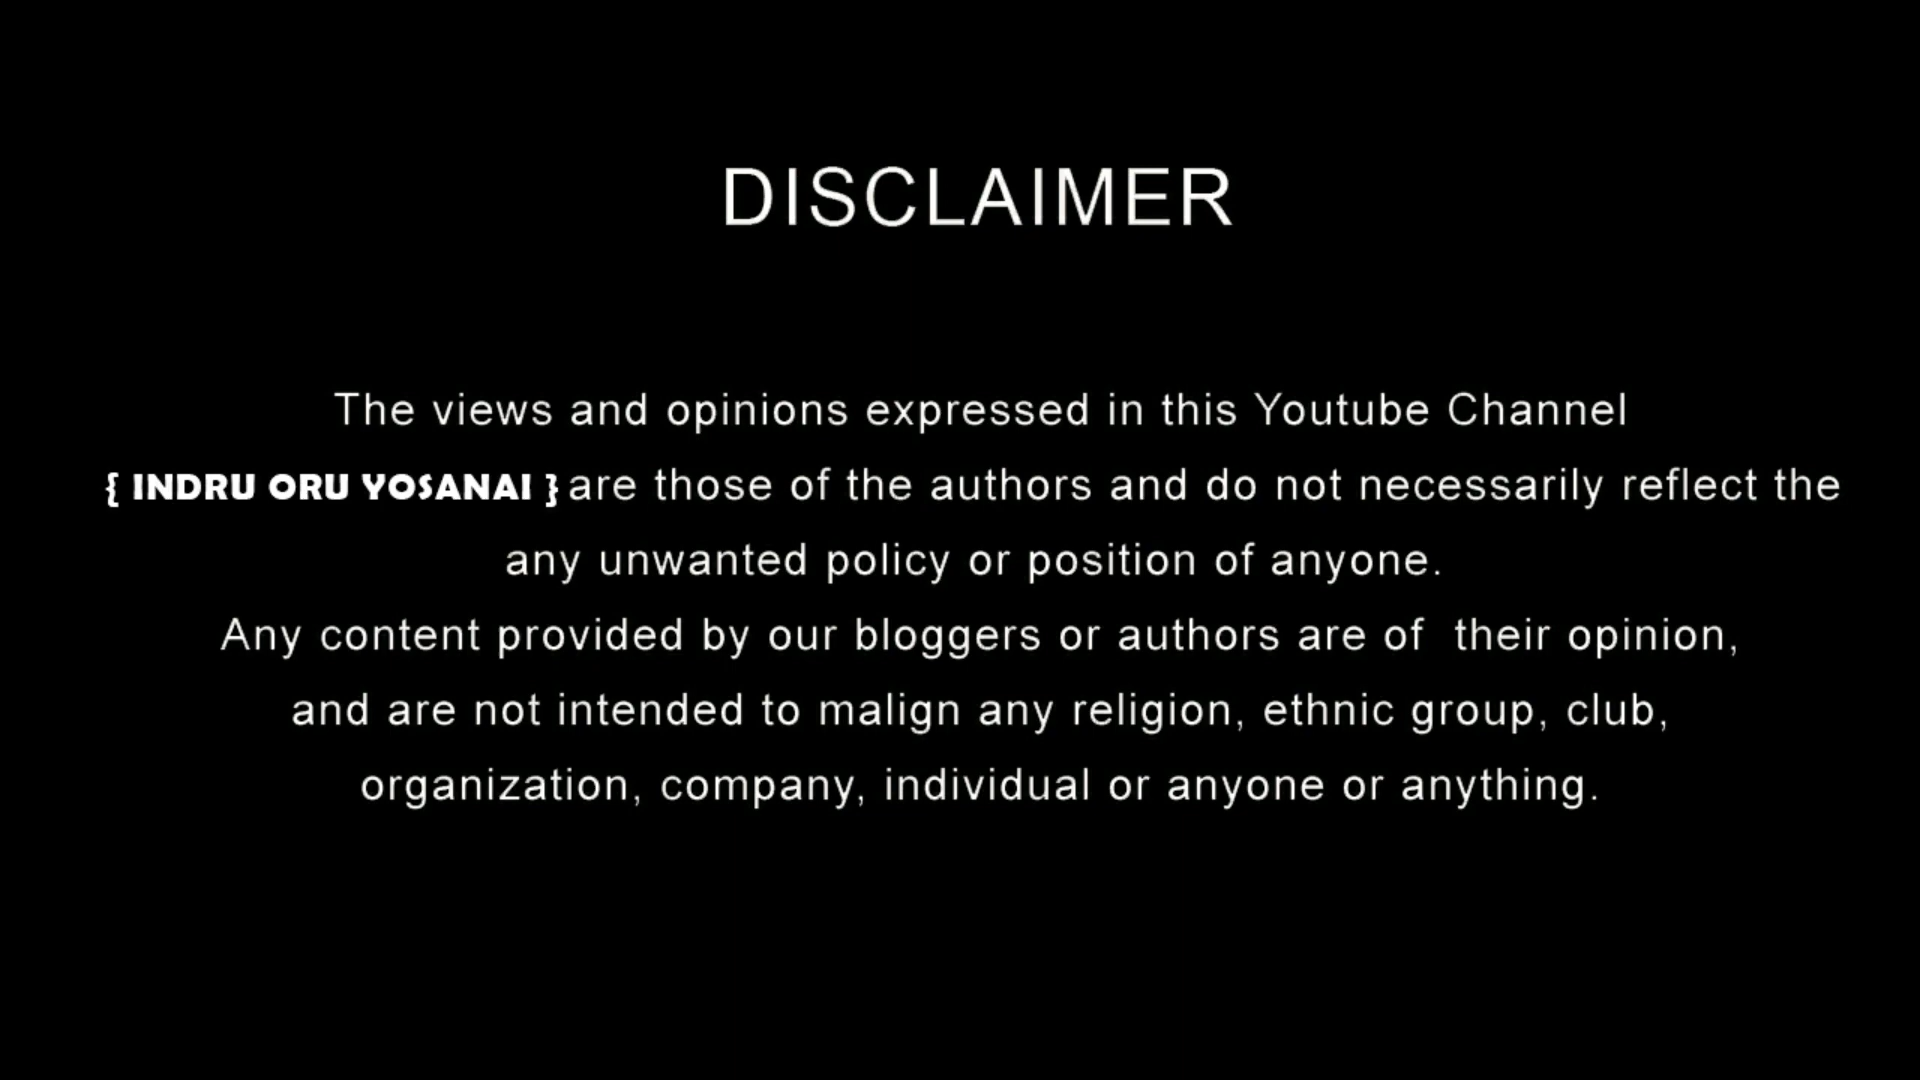 DISCLAIMER
The views and opinions expressed in this Youtube Channel
{ INDRU ORU YOSANAI } are those of the authors and do not necessarily reflect the
any unwanted policy or position of anyone.
Any content provided by our bloggers or authors are of their opinion,
and are not intended to malign any religion, ethnic group, club,
organization, company, individual or anyone or anything.